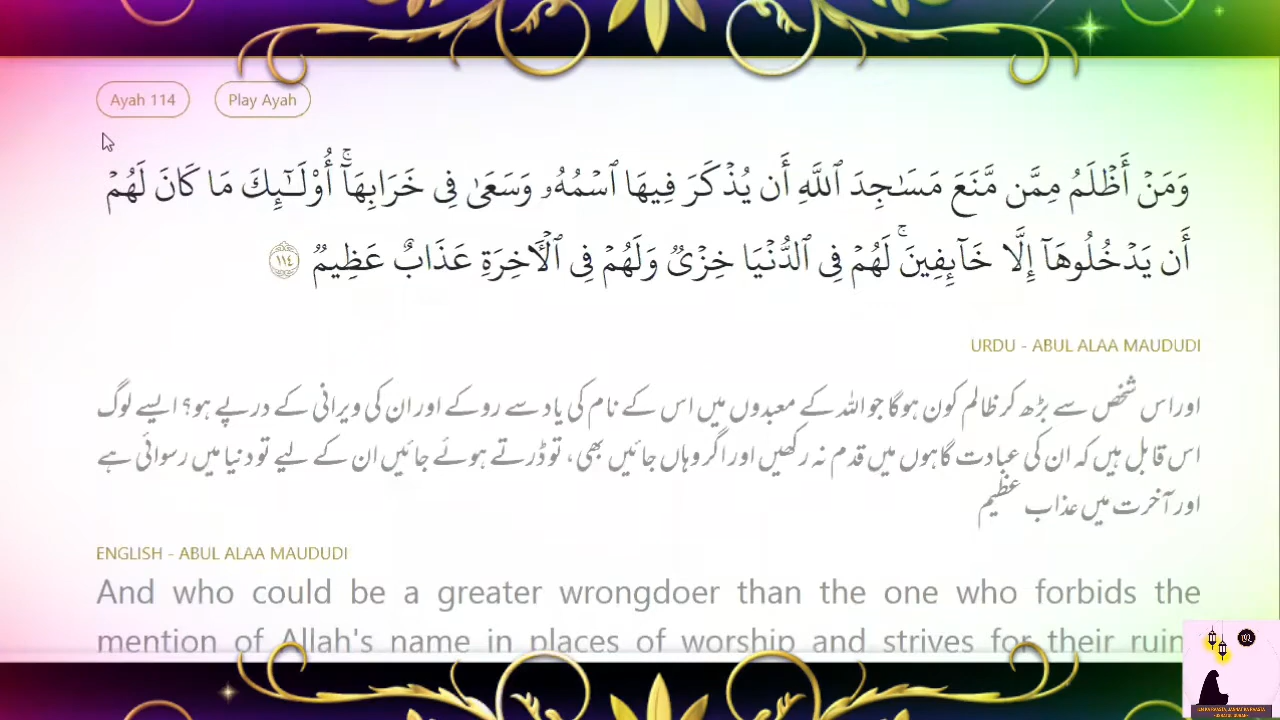 Ayah 114
Play Ayah
وَمَنۡ أَظۡلَمُ مِمَّن مَّنَعَ مَسَٰجِدَ ٱللَّهِ أَن يُذۡكَرَ فِيهَا ٱسۡمُهُۥ وَسَعَىٰ فِى خَرَابِهَآۚ أُوْلَٰٓئِكَ مَا كَانَ لَهُمۡ
أَن يَدۡخُلُوهَآ إِلَّا خَآئِفِينَۚ لَهُمۡ فِى ٱلدُّنۡيَا خِزۡىٌ وَلَهُمۡ فِى ٱلۡأٓخِرَةِ عَذَابٌ عَظِيمٌ ١١٤
URDU - ABUL ALAA MAUDUDI
اور اس شخص سے بڑھ کر ظالم کون ہوگا جو اللہ کے معبدوں میں اس کے نام کی یاد سے روکے اور ان کی ویرانی کے درپے ہو؟ ایسے لوگ
اس قابل ہیں کہ ان کی عبادت گاہوں میں قدم نہ رکھیں اور اگر وہاں جائیں بھی، تو ڈرتے ہوئے جائیں ان کے لیے تو دنیا میں رسوائی ہے
اور آخرت میں عذاب عظیم
ENGLISH - ABUL ALAA MAUDUDI
And who could be a greater wrongdoer than the one who forbids the
mention of Allah's name in places of worship and strives for their ruin